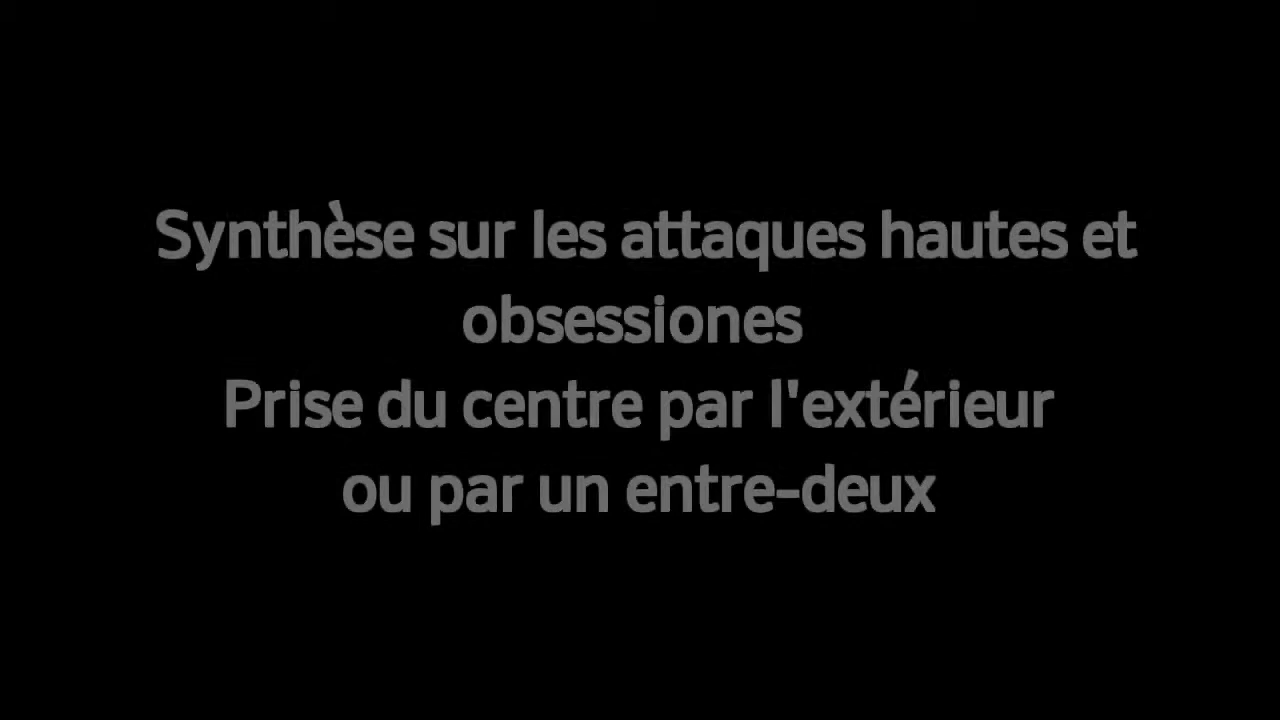 Synthèse sur les attaques hautes et
obsessiones
Prise du centre par l'extérieur
ou par un entre-deux